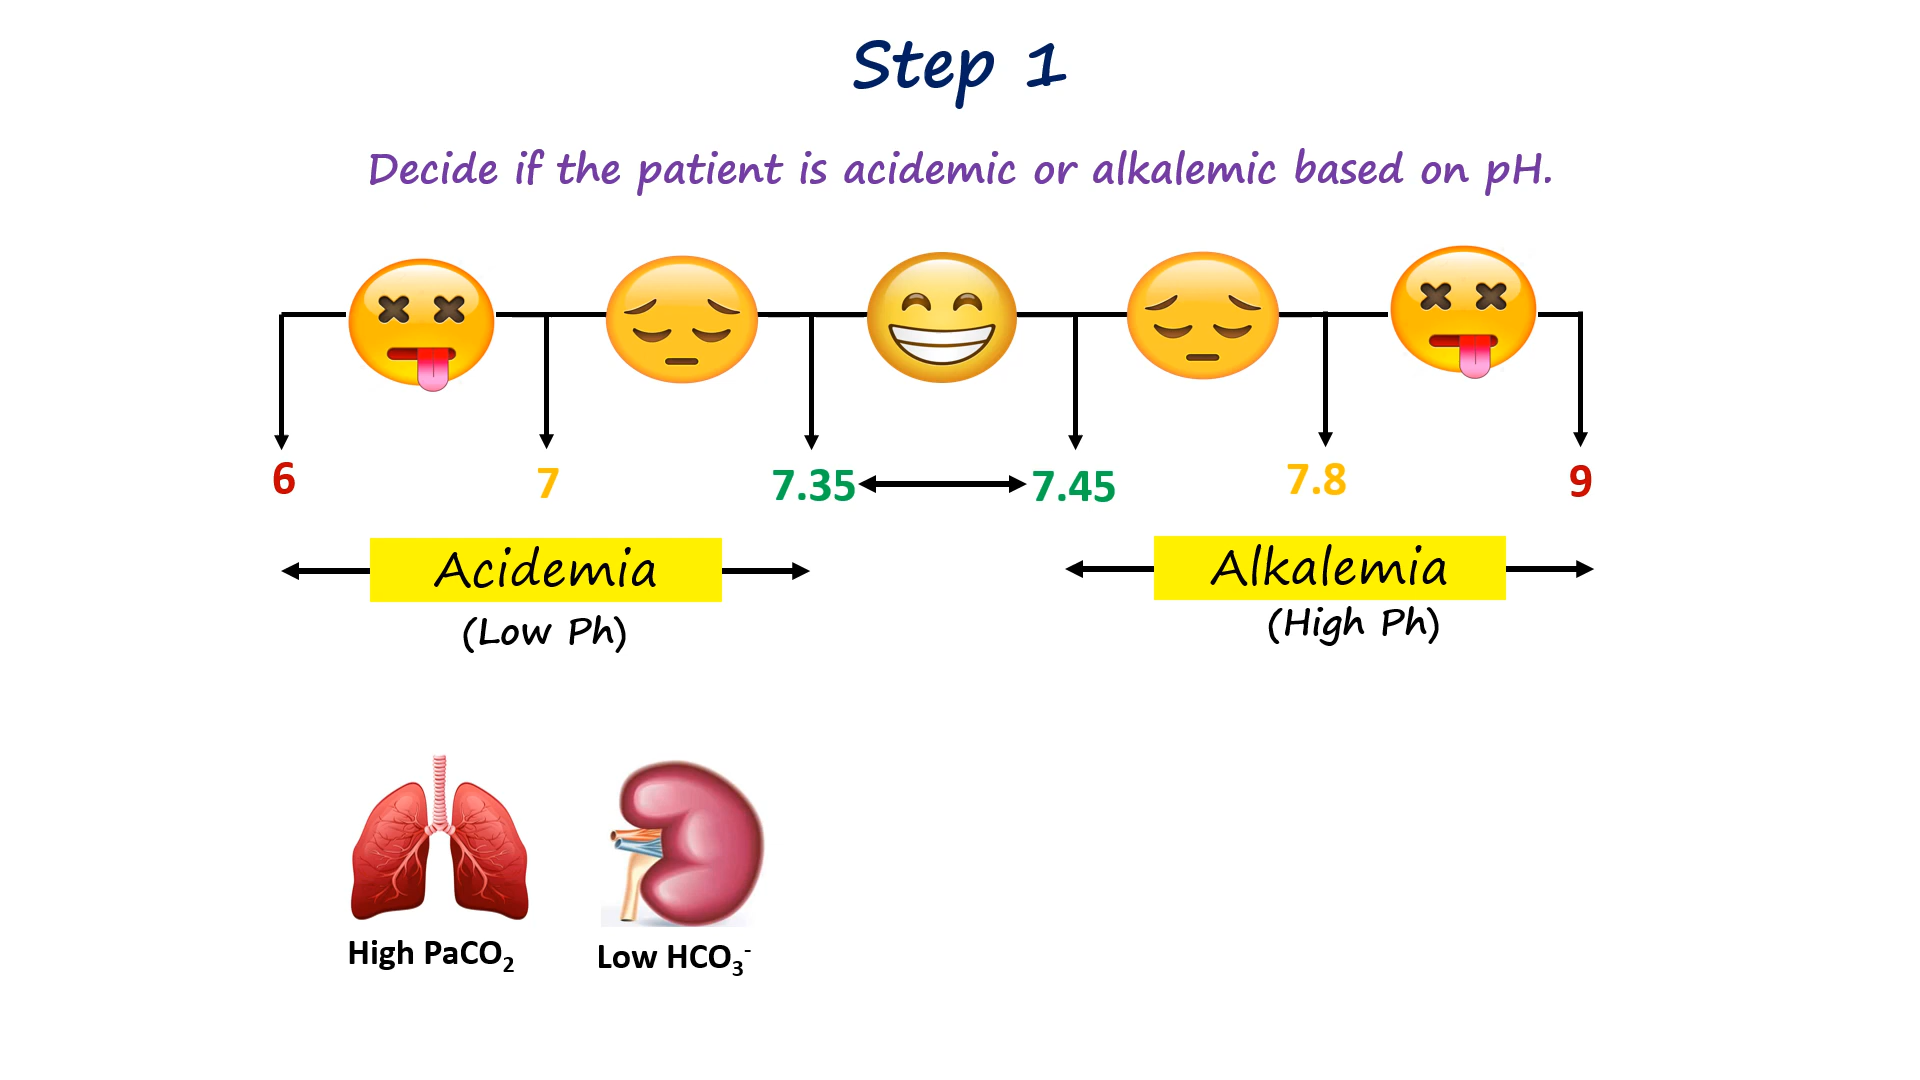 Step 1
Decide if the patient is acidemic or alkalemic based on pH.
6 7 7.35 7.45 7.8 9
Acidemia Alkalemia
(Low Ph) (High Ph)
High PaCO₂ Low HCO₃⁻